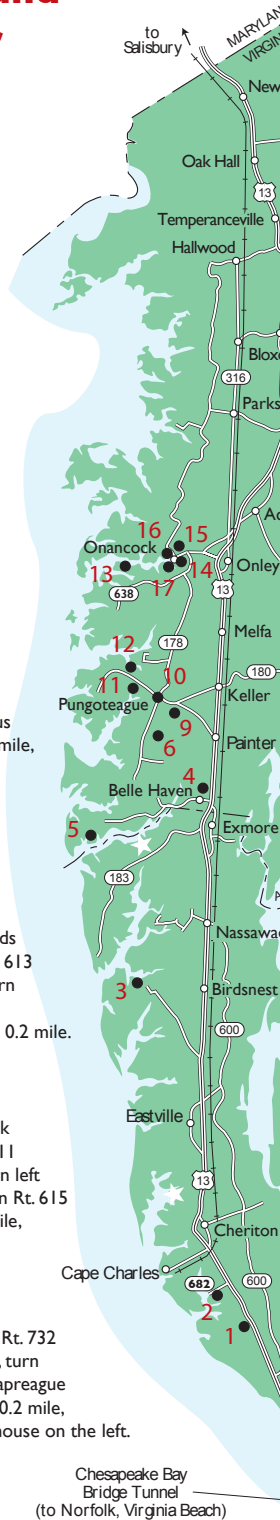 to
Salisbury
MARYLAN
VIRGIN
New
Oak Hall
13
Temperanceville
Hallwood
Blox
316
Parks
Ac
15
16
Onancock
13
14
Onley
17
638
13
178
Melfa
12
10
180
11
Keller
Pungoteague
9
us
mile,
6
Painter
4
Belle Haven
5
Exmore
183
Nassawad
ds
613
rn
3
Birdsnest
0.2 mile.
600
k
11
Eastville
n left
n Rt. 615
ile,
13
Cheriton
Cape Charles
682
600
2
1
Rt. 732
, turn
apreague
0.2 mile,
house on the left.
Chesapeake Bay
Bridge Tunnel
(to Norfolk, Virginia Beach)